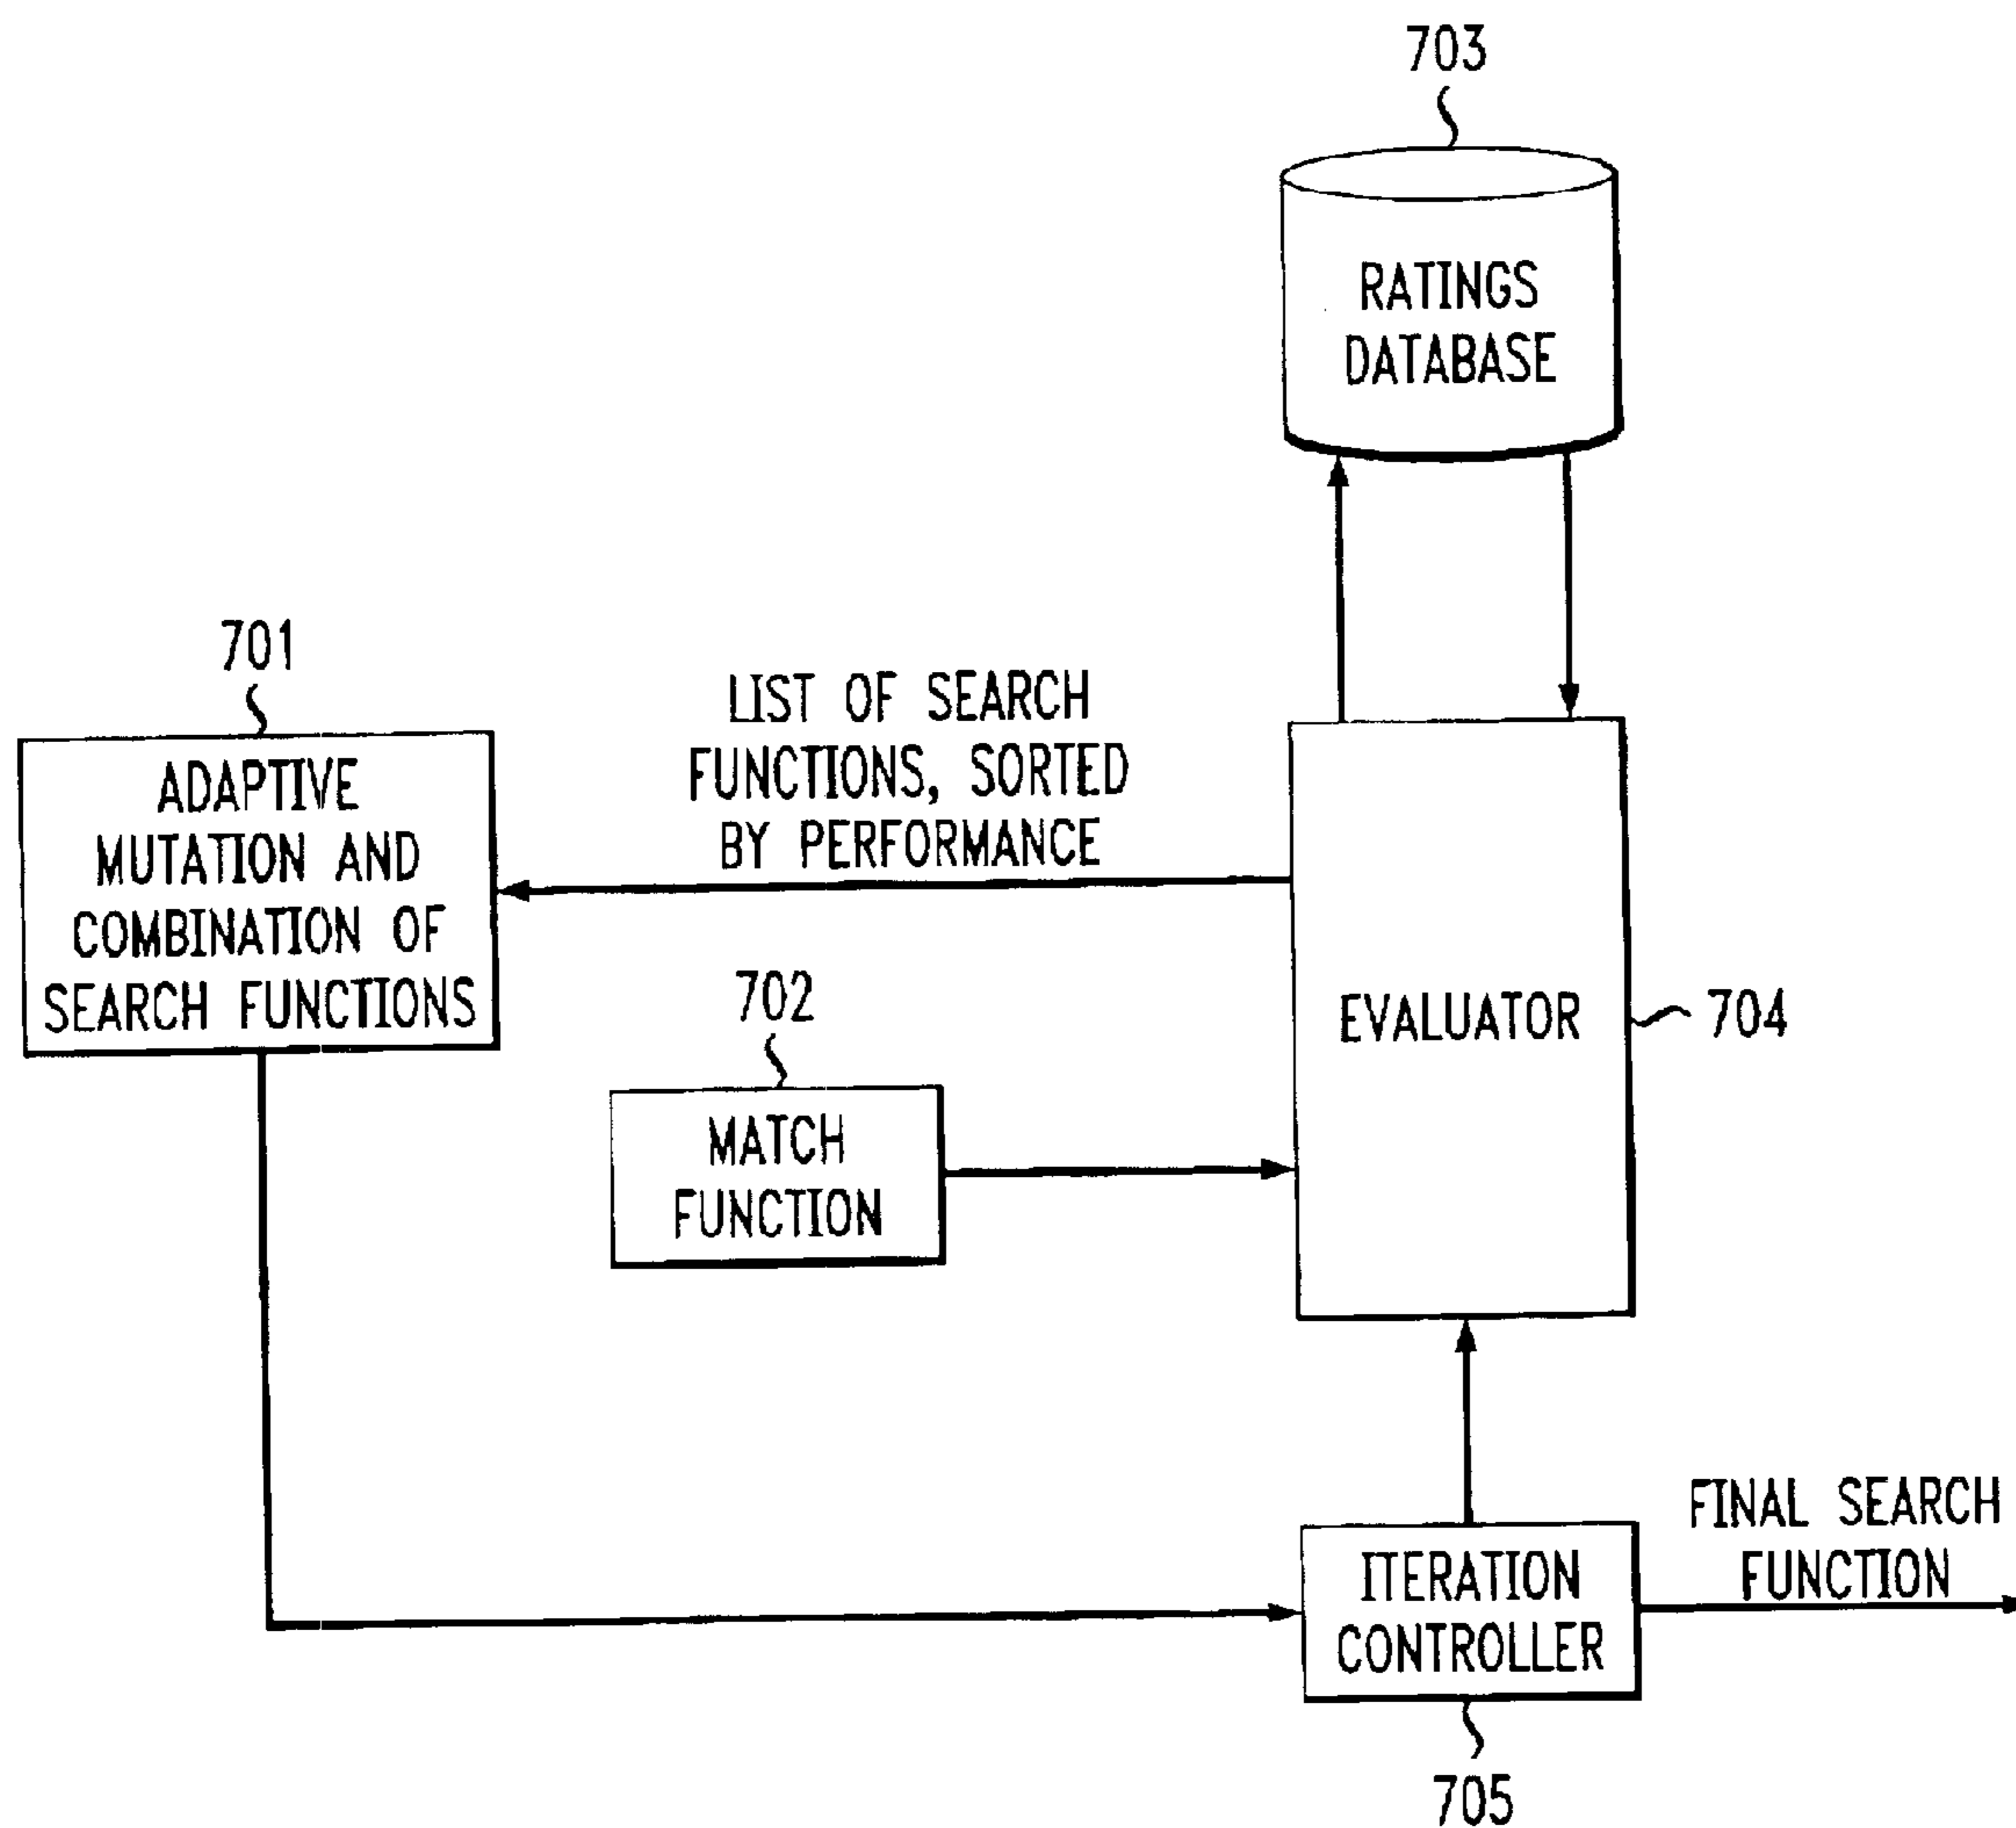 703
RATINGS
DATABASE
701
LIST OF SEARCH
FUNCTIONS, SORTED
BY PERFORMANCE
ADAPTIVE
MUTATION AND
COMBINATION OF
SEARCH FUNCTIONS
702
MATCH
FUNCTION
EVALUATOR
704
FINAL SEARCH
FUNCTION
ITERATION
CONTROLLER
705